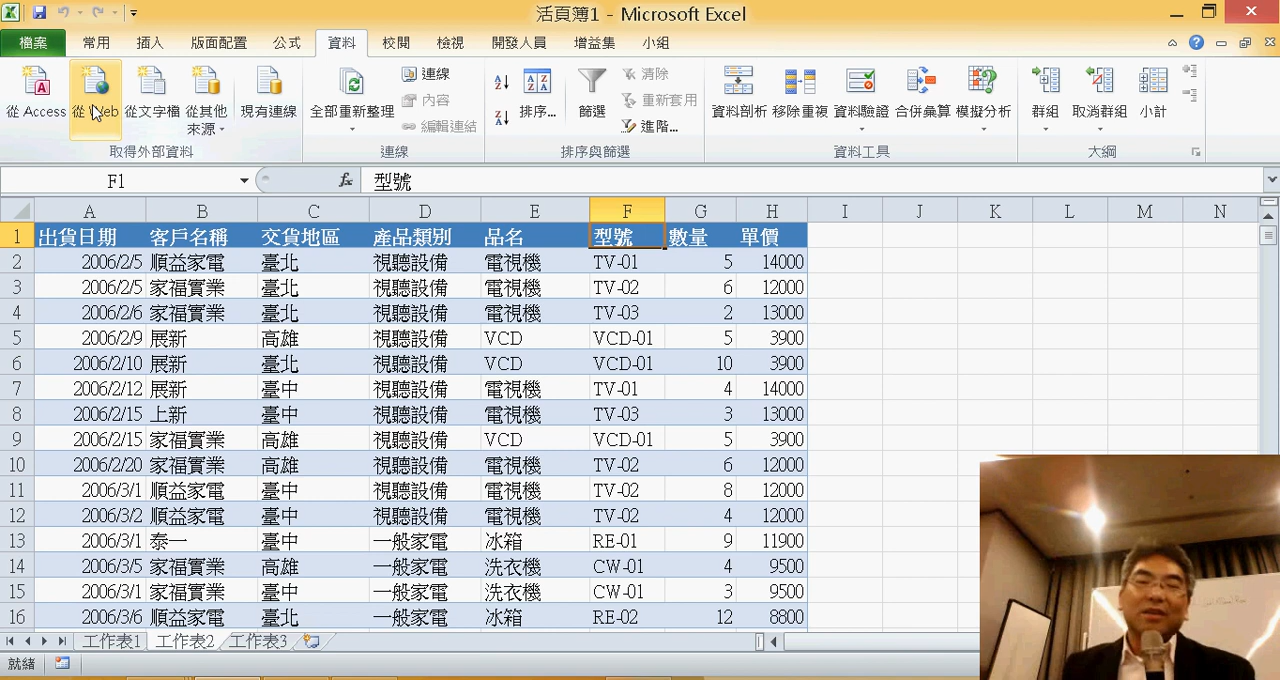 活頁簿1 - Microsoft Excel
檔案 常用 插入 版面配置 公式 資料 校閱 檢視 開發人員 增益集 小組
從 Access 從 Web 從文字檔 從其他來源 現有連線 全部重新整理 連線 內容 編輯連結 排序... 篩選 清除 重新套用 進階... 資料剖析 移除重複 資料驗證 合併彙算 模擬分析 群組 取消群組 小計
取得外部資料 連線 排序與篩選 資料工具 大綱
F1 fx 型號
A B C D E F G H I J K L M N
1 出貨日期 客戶名稱 交貨地區 產品類別 品名 型號 數量 單價
2 2006/2/5 順益家電 臺北 視聽設備 電視機 TV-01 5 14000
3 2006/2/5 家福實業 臺北 視聽設備 電視機 TV-02 6 12000
4 2006/2/6 家福實業 臺北 視聽設備 電視機 TV-03 2 13000
5 2006/2/9 展新 高雄 視聽設備 VCD VCD-01 5 3900
6 2006/2/10 展新 臺北 視聽設備 VCD VCD-01 10 3900
7 2006/2/12 展新 臺中 視聽設備 電視機 TV-01 4 14000
8 2006/2/15 上新 臺中 視聽設備 電視機 TV-03 3 13000
9 2006/2/15 家福實業 高雄 視聽設備 VCD VCD-01 5 3900
10 2006/2/20 家福實業 高雄 視聽設備 電視機 TV-02 6 12000
11 2006/3/1 順益家電 臺中 視聽設備 電視機 TV-02 8 12000
12 2006/3/2 順益家電 臺中 視聽設備 電視機 TV-02 4 12000
13 2006/3/1 泰一 臺中 一般家電 冰箱 RE-01 9 11900
14 2006/3/5 家福實業 高雄 一般家電 洗衣機 CW-01 4 9500
15 2006/3/1 家福實業 臺中 一般家電 洗衣機 CW-01 3 9500
16 2006/3/6 順益家電 臺北 一般家電 冰箱 RE-02 12 8800
工作表1 工作表2 工作表3
就緒